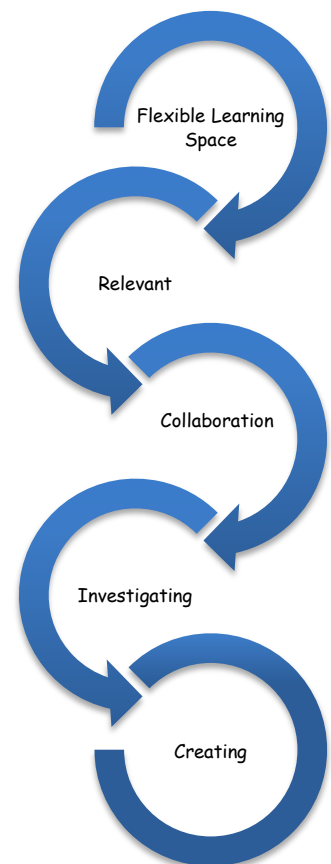 Flexible Learning
Space
Relevant
Collaboration
Investigating
Creating